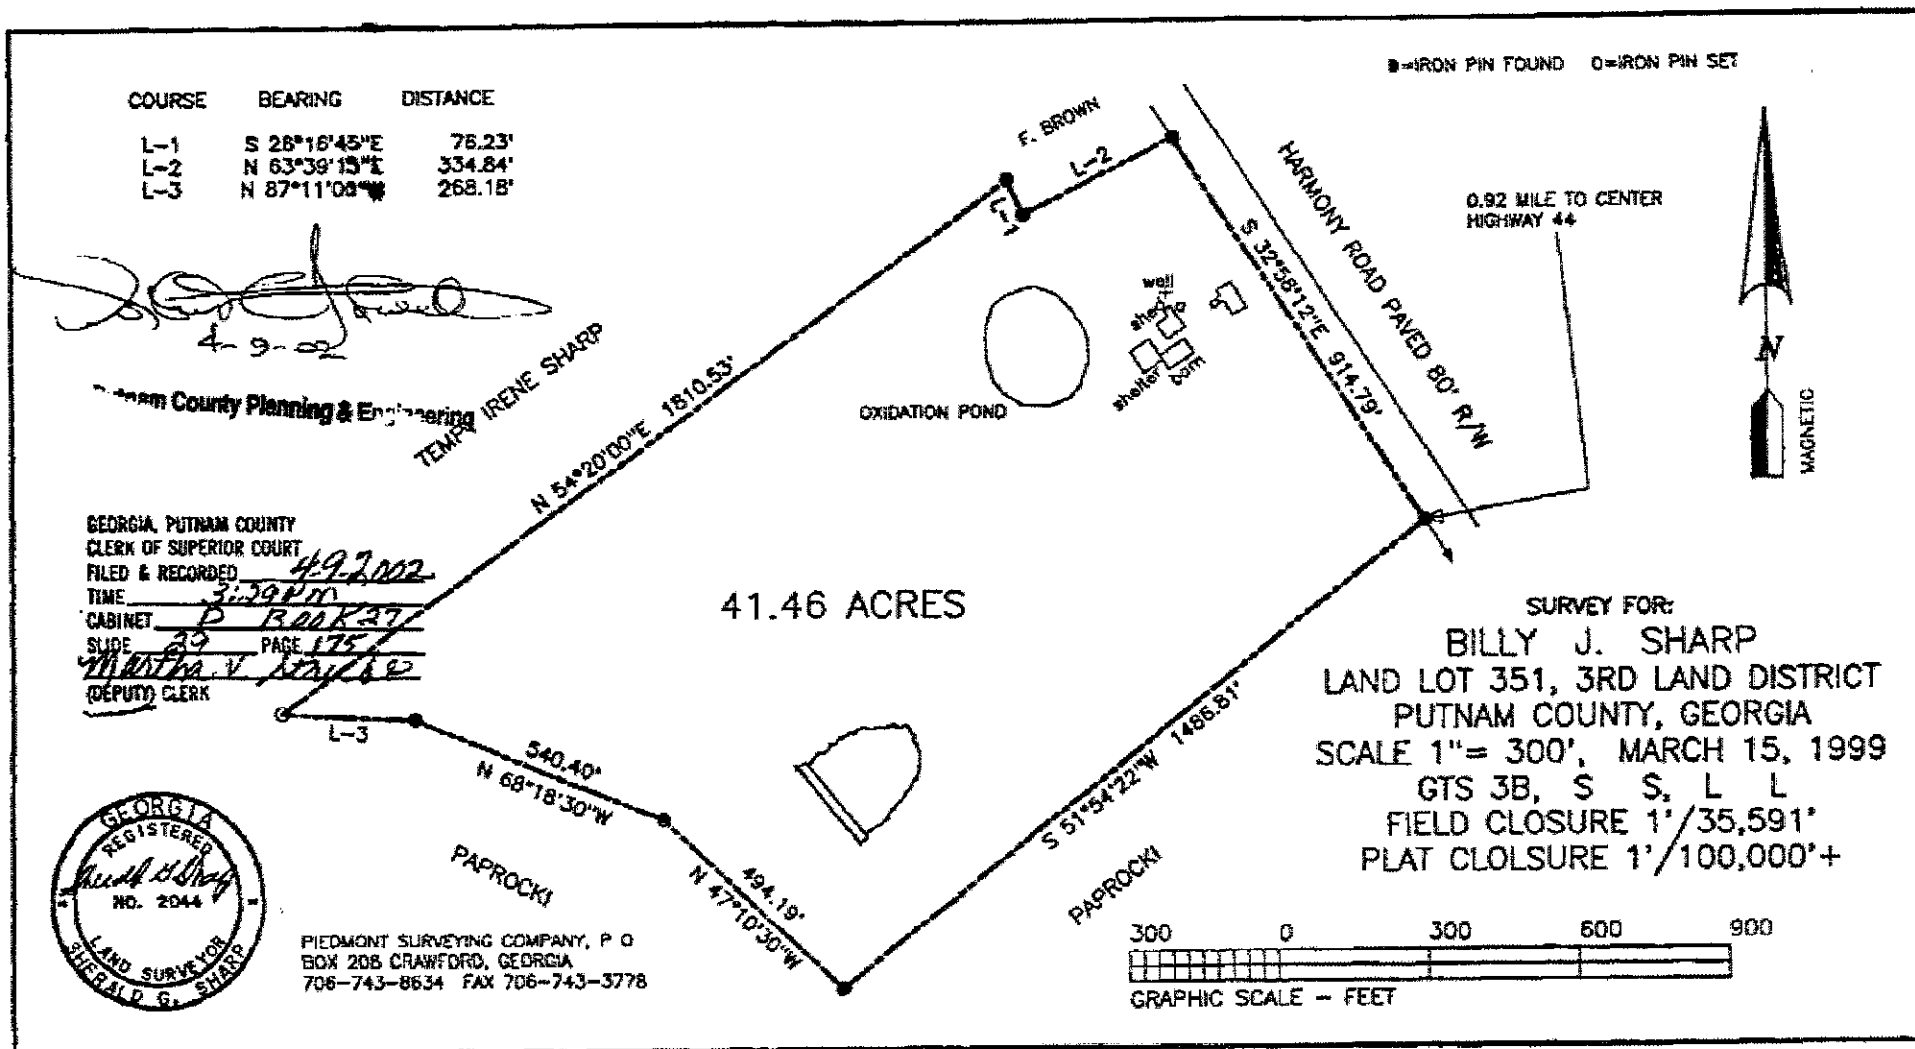 ■=IRON PIN FOUND O=IRON PIN SET
COURSE BEARING DISTANCE
L-1 S 28°16'45"E 76.23'
L-2 N 63°39'15"E 334.84'
L-3 N 87°11'00"W 268.18'
4-9-02
County Planning & Engineering
TEMPY IRENE SHARP
F. BROWN
L-2
L-1
HARMONY ROAD PAVED 80' R/W
0.92 MILE TO CENTER
HIGHWAY 44
S 32°58'12"E 914.79'
N 54°20'00"E 1810.53'
well
shelter
barn
OXIDATION POND
N
MAGNETIC
GEORGIA, PUTNAM COUNTY
CLERK OF SUPERIOR COURT
FILED & RECORDED 4-9-2002
TIME 3:29 PM
CABINET D BOOK 27
SLIDE 29 PAGE 175
Martha V.
(DEPUTY) CLERK
41.46 ACRES
L-3
540.40'
N 68°18'30"W
494.19'
N 47°10'30"W
S 51°54'22"W 1486.81'
PAPROCKI
PAPROCKI
SURVEY FOR:
BILLY J. SHARP
LAND LOT 351, 3RD LAND DISTRICT
PUTNAM COUNTY, GEORGIA
SCALE 1"= 300', MARCH 15, 1999
GTS 3B, S S, L L
FIELD CLOSURE 1'/35,591'
PLAT CLOLSURE 1'/100,000'+
GEORGIA
REGISTERED
NO. 2044
LAND SURVEYOR
SHERALD G. SHARP
PIEDMONT SURVEYING COMPANY, P O
BOX 208 CRAWFORD, GEORGIA
706-743-8634 FAX 706-743-3778
300 0 300 600 900
GRAPHIC SCALE - FEET